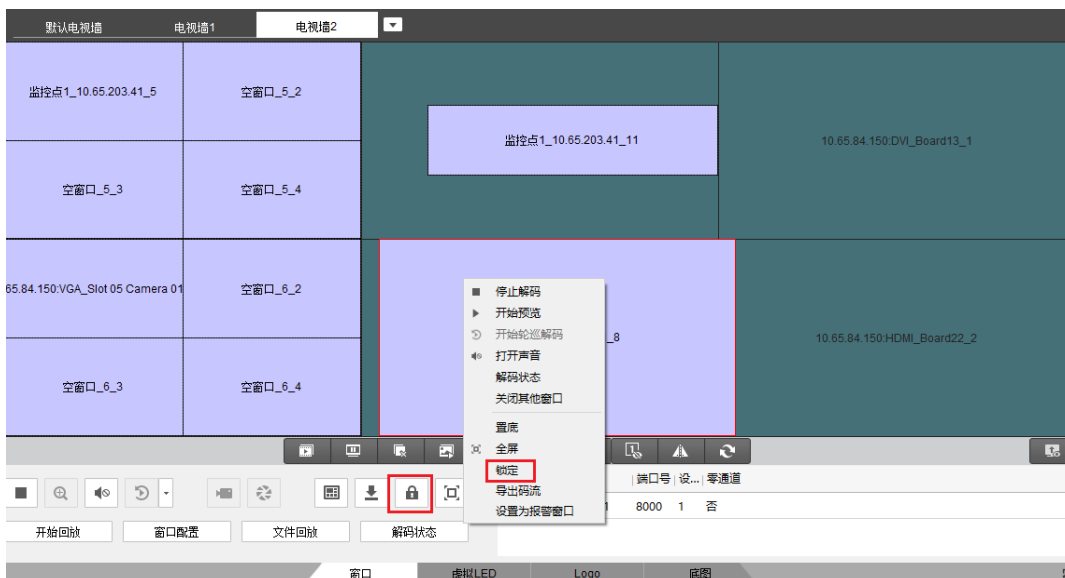 默认电视墙 电视墙1 电视墙2
监控点1_10.65.203.41_5 空窗口_5_2
监控点1_10.65.203.41_11 10.65.84.150:DVI_Board13_1
空窗口_5_3 空窗口_5_4
65.84.150:VGA_Slot 05 Camera 01 空窗口_6_2
停止解码
开始预览
开始轮巡解码 _8 10.65.84.150:HDMI_Board22_2
打开声音
解码状态
空窗口_6_3 空窗口_6_4
关闭其他窗口
置底
全屏
锁定 端口号 设... 零通道
导出码流
设置为报警窗口 1 8000 1 否
开始回放 窗口配置 文件回放 解码状态
窗口 虚拟LED Logo 底图